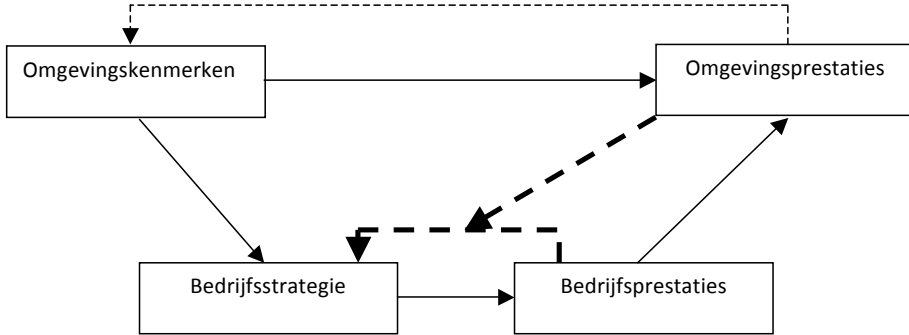 Omgevingskenmerken
Omgevingsprestaties
Bedrijfsstrategie
Bedrijfsprestaties